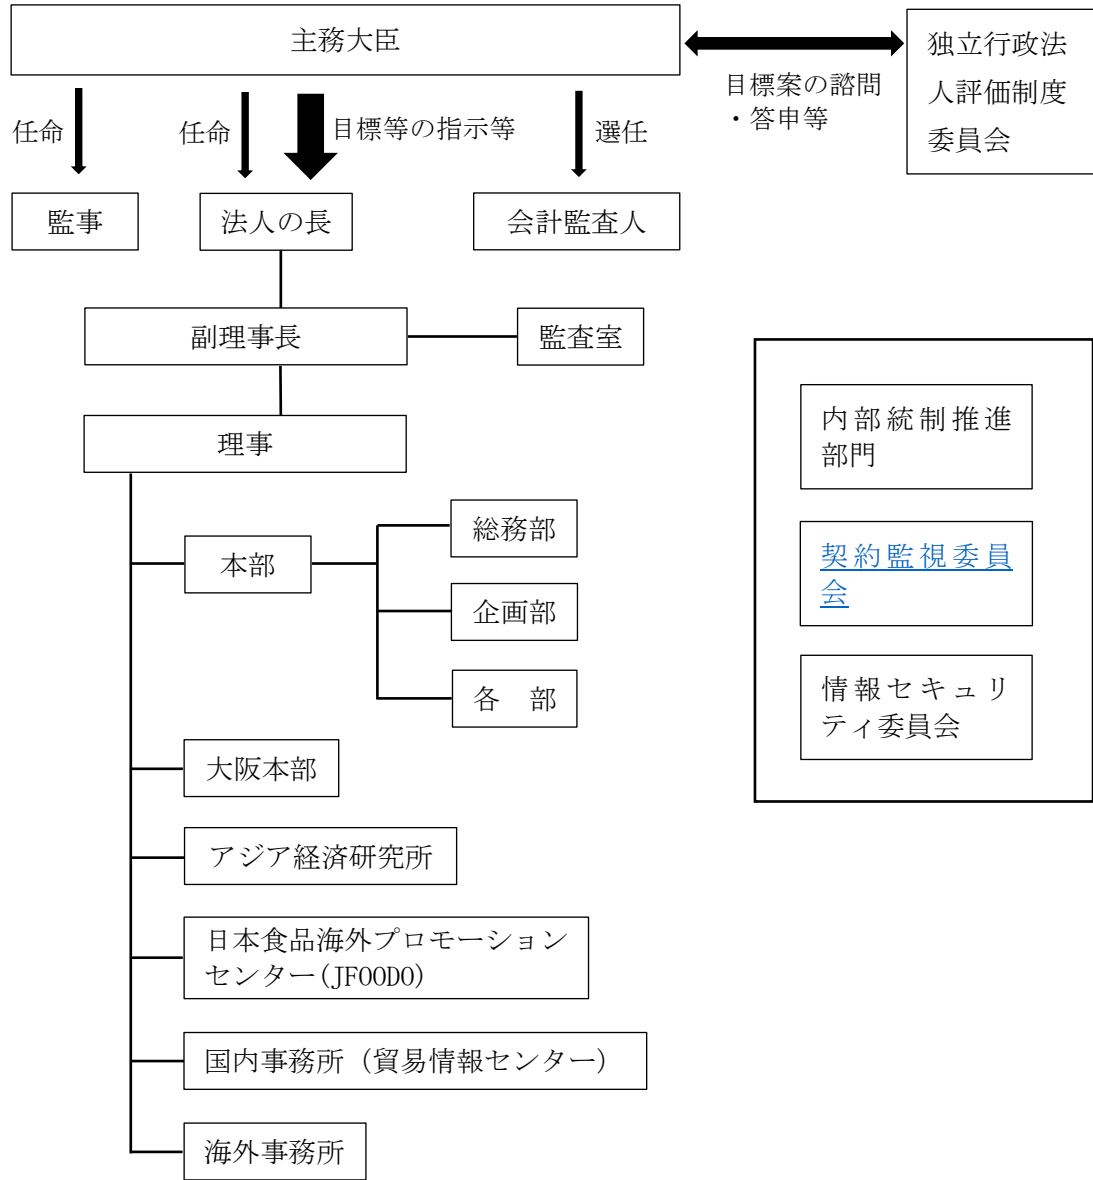 主務大臣
独立行政法
人評価制度
委員会
目標案の諮問
・答申等
任命
任命
目標等の指示等
選任
監事
法人の長
会計監査人
副理事長
監査室
理事
内部統制推進
部門
契約監視委員
会
情報セキュリ
ティ委員会
本部
総務部
企画部
各　部
大阪本部
アジア経済研究所
日本食品海外プロモーション
センター(JFOODO)
国内事務所（貿易情報センター）
海外事務所